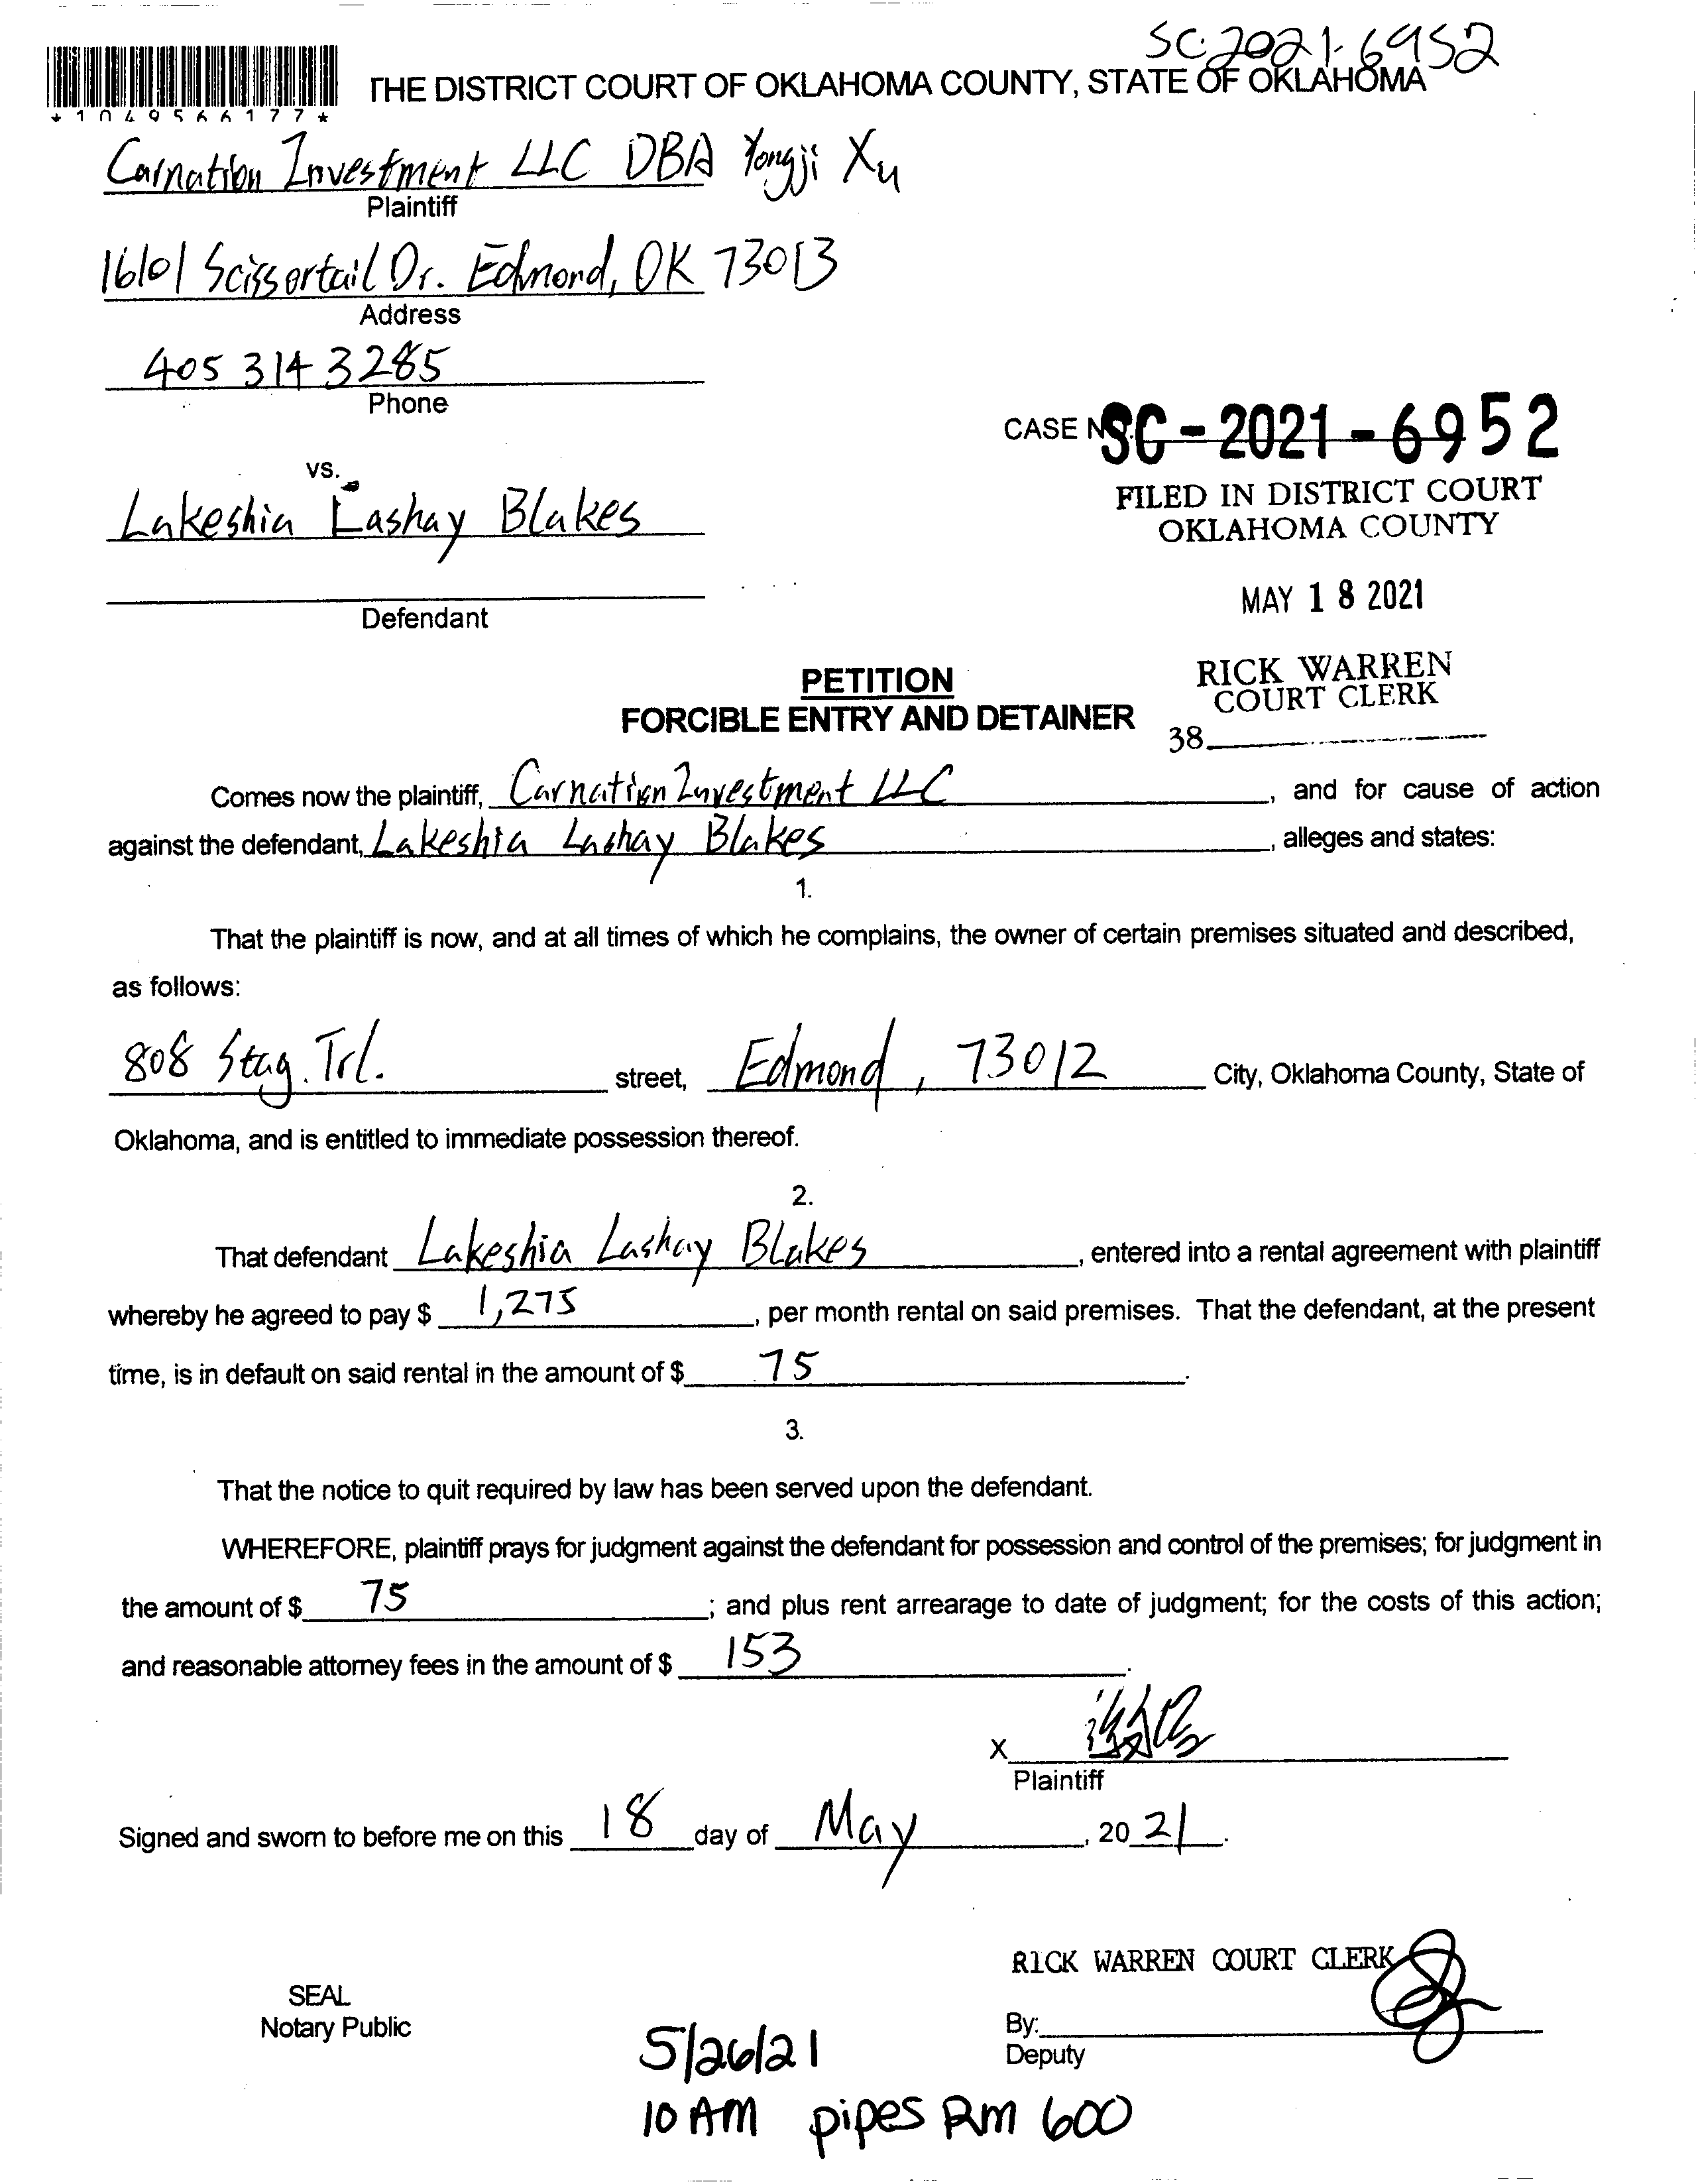 SC-2021-6952
THE DISTRICT COURT OF OKLAHOMA COUNTY, STATE OF OKLAHOMA
*1049566177*
Carnation Investment LLC DBA Yongji Xu
Plaintiff
16101 Scissortail Dr. Edmond, OK 73013
Address
405 314 3285
Phone
CASE NO. SC-2021-6952
vs.
FILED IN DISTRICT COURT
OKLAHOMA COUNTY
Lakeshia Lashay Blakes
MAY 18 2021
Defendant
RICK WARREN
COURT CLERK
38
PETITION
FORCIBLE ENTRY AND DETAINER
Comes now the plaintiff, Carnation Investment LLC, and for cause of action
against the defendant, Lakeshia Lashay Blakes, alleges and states:
1.
That the plaintiff is now, and at all times of which he complains, the owner of certain premises situated and described,
as follows:
808 Stag Trl. street, Edmond, 73012 City, Oklahoma County, State of
Oklahoma, and is entitled to immediate possession thereof.
2.
That defendant Lakeshia Lashay Blakes, entered into a rental agreement with plaintiff
whereby he agreed to pay $ 1,275, per month rental on said premises. That the defendant, at the present
time, is in default on said rental in the amount of $ 75.
3.
That the notice to quit required by law has been served upon the defendant.
WHEREFORE, plaintiff prays for judgment against the defendant for possession and control of the premises; for judgment in
the amount of $ 75; and plus rent arrearage to date of judgment; for the costs of this action;
and reasonable attorney fees in the amount of $ 153.
X
Plaintiff
Signed and sworn to before me on this 18 day of May, 2021.
RICK WARREN COURT CLERK
SEAL
Notary Public
By:
Deputy
5/26/21
10 AM pipes Rm 600